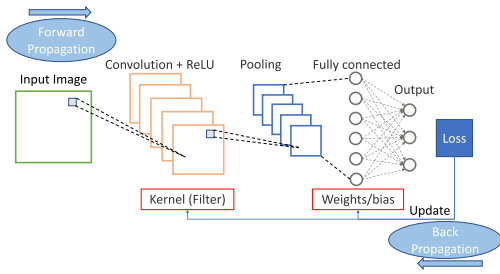 Forward
Propagation
Convolution + ReLU
Pooling
Fully connected
Input Image
Output
Loss
Kernel (Filter)
Weights/bias
Update
Back
Propagation